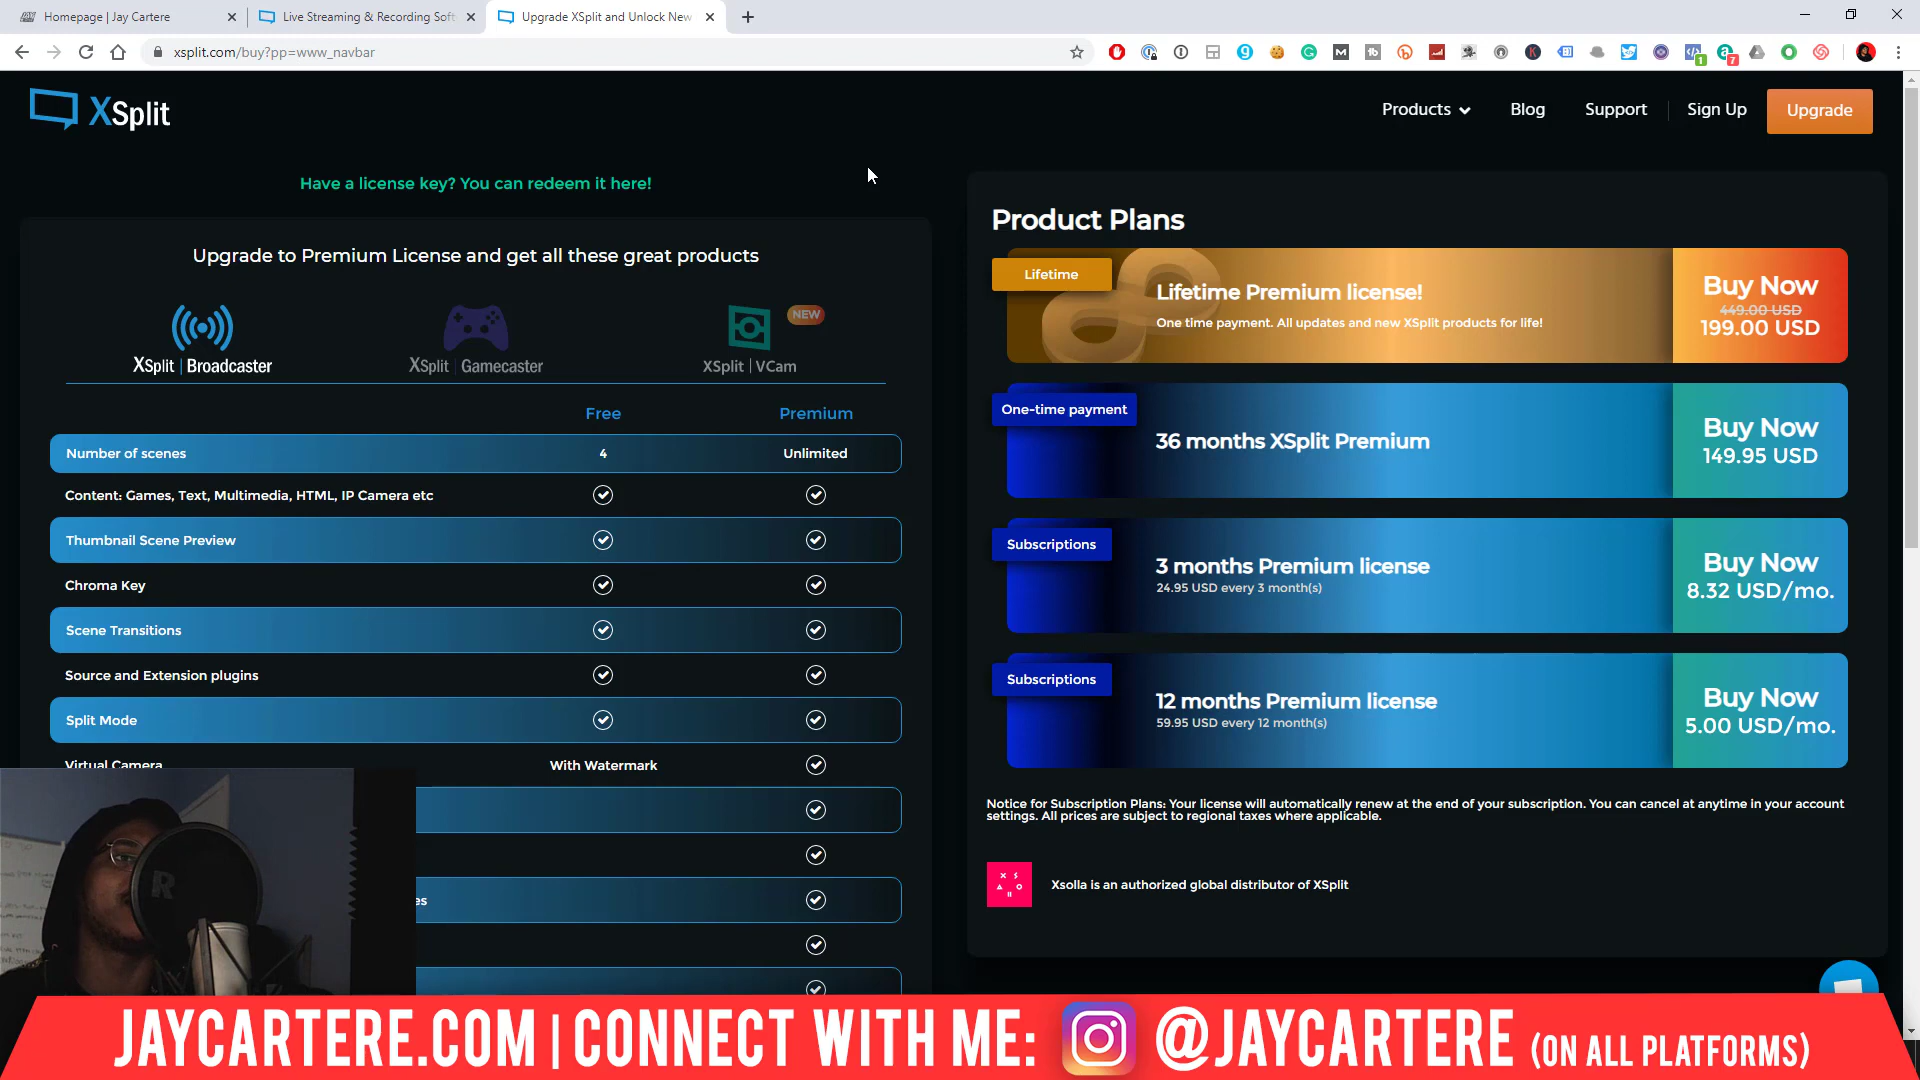 Homepage | Jay Cartere
Live Streaming & Recording Soft
Upgrade XSplit and Unlock New
xsplit.com/buy?pp=www_navbar
XSplit
Products
Blog
Support
Sign Up
Upgrade
Have a license key? You can redeem it here!
Upgrade to Premium License and get all these great products
XSplit | Broadcaster
XSplit | Gamecaster
NEW
XSplit | VCam
Free Premium
Number of scenes 4 Unlimited
Content: Games, Text, Multimedia, HTML, IP Camera etc
Thumbnail Scene Preview
Chroma Key
Scene Transitions
Source and Extension plugins
Split Mode
Virtual Camera With Watermark
es
Product Plans
Lifetime
Lifetime Premium license!
One time payment. All updates and new XSplit products for life!
Buy Now
449.00 USD
199.00 USD
One-time payment
36 months XSplit Premium
Buy Now
149.95 USD
Subscriptions
3 months Premium license
24.95 USD every 3 month(s)
Buy Now
8.32 USD/mo.
Subscriptions
12 months Premium license
59.95 USD every 12 month(s)
Buy Now
5.00 USD/mo.
Notice for Subscription Plans: Your license will automatically renew at the end of your subscription. You can cancel at anytime in your account
settings. All prices are subject to regional taxes where applicable.
Xsolla is an authorized global distributor of XSplit
JAYCARTERE.COM | CONNECT WITH ME: @JAYCARTERE (ON ALL PLATFORMS)